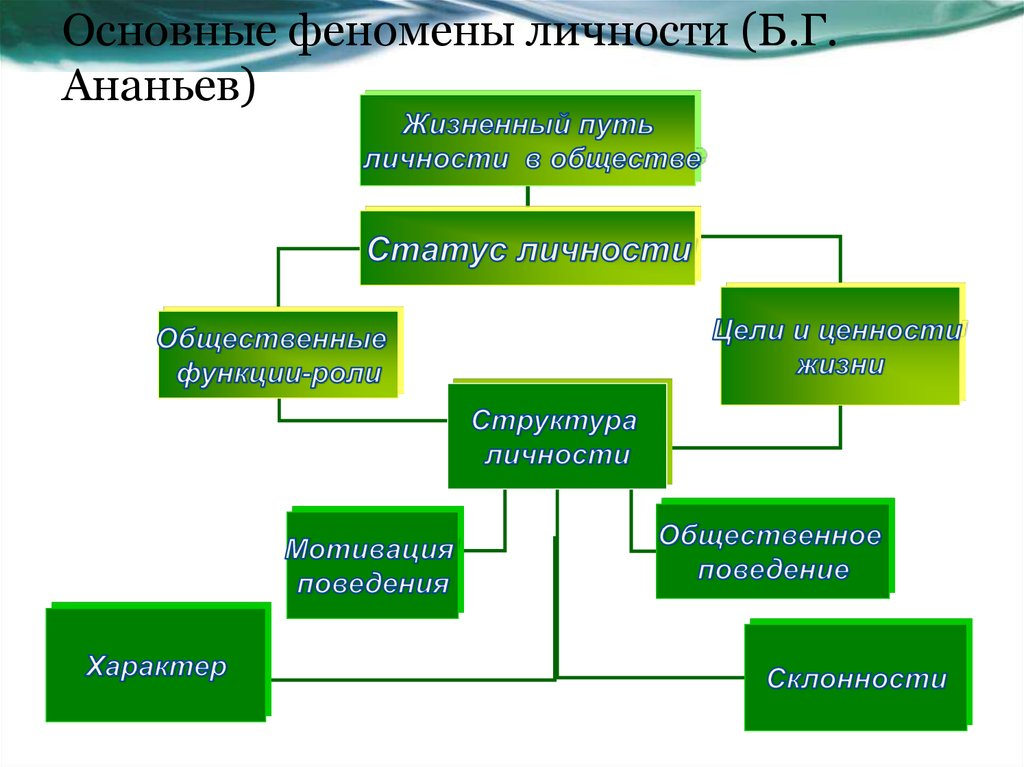 Основные феномены личности (Б.Г.
Ананьев)
Жизненный путь
личности в обществе
Статус личности
Общественные
функции-роли
Цели и ценности
жизни
Структура
личности
Мотивация
поведения
Общественное
поведение
Характер
Склонности